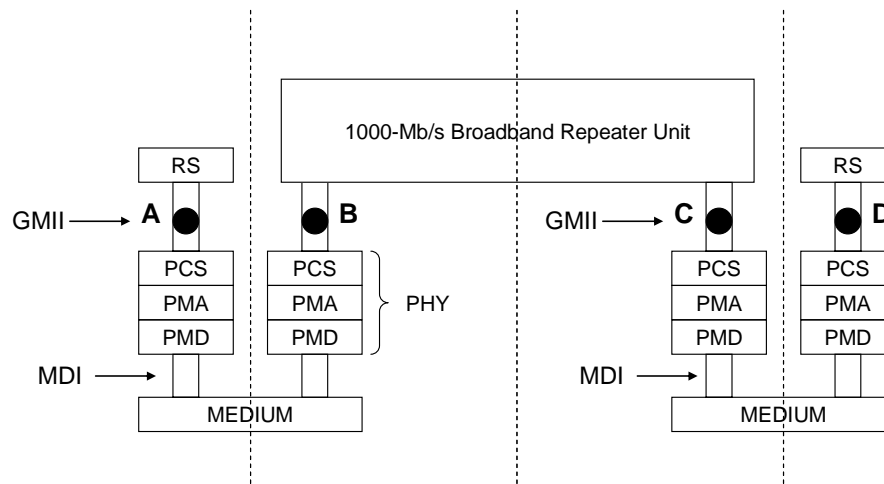 1000-Mb/s Broadband Repeater Unit
RS
RS
GMII
A
B
GMII
C
D
PCS
PCS
PCS
PCS
PMA
PMA
PHY
PMA
PMA
PMD
PMD
PMD
PMD
MDI
MDI
MEDIUM
MEDIUM